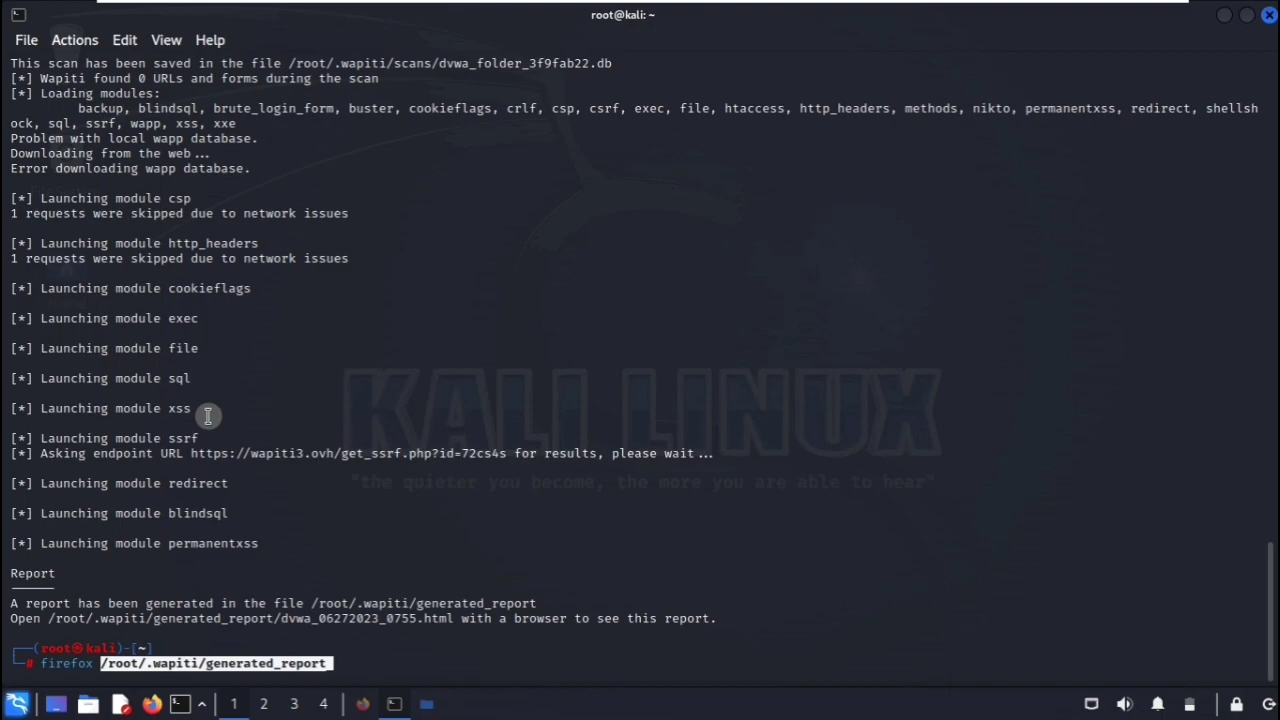 root@kali: ~
File Actions Edit View Help
This scan has been saved in the file /root/.wapiti/scans/dvwa_folder_3f9fab22.db
[*] Wapiti found 0 URLs and forms during the scan
[*] Loading modules:
backup, blindsql, brute_login_form, buster, cookieflags, crlf, csp, csrf, exec, file, htaccess, http_headers, methods, nikto, permanentxss, redirect, shellsh
ock, sql, ssrf, wapp, xss, xxe
Problem with local wapp database.
Downloading from the web...
Error downloading wapp database.
[*] Launching module csp
1 requests were skipped due to network issues
[*] Launching module http_headers
1 requests were skipped due to network issues
[*] Launching module cookieflags
[*] Launching module exec
[*] Launching module file
[*] Launching module sql
[*] Launching module xss
[*] Launching module ssrf
[*] Asking endpoint URL https://wapiti3.ovh/get_ssrf.php?id=72cs4s for results, please wait...
[*] Launching module redirect
[*] Launching module blindsql
[*] Launching module permanentxss
KALI LINUX
"the quieter you become, the more you are able to hear"
Report
A report has been generated in the file /root/.wapiti/generated_report
Open /root/.wapiti/generated_report/dvwa_06272023_0755.html with a browser to see this report.
(root㉿kali)-[~]
# firefox /root/.wapiti/generated_report
1 2 3 4